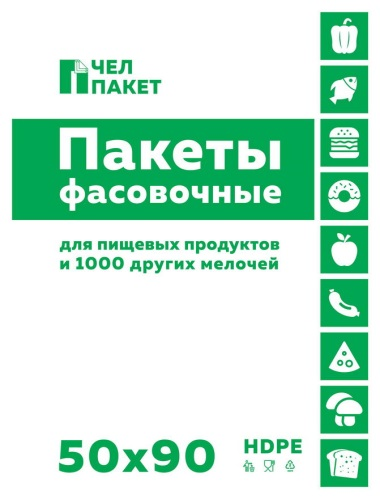 ЧЕЛ
ПАКЕТ
Пакеты
фасовочные
для пищевых продуктов
и 1000 других мелочей
50x90
HDPE